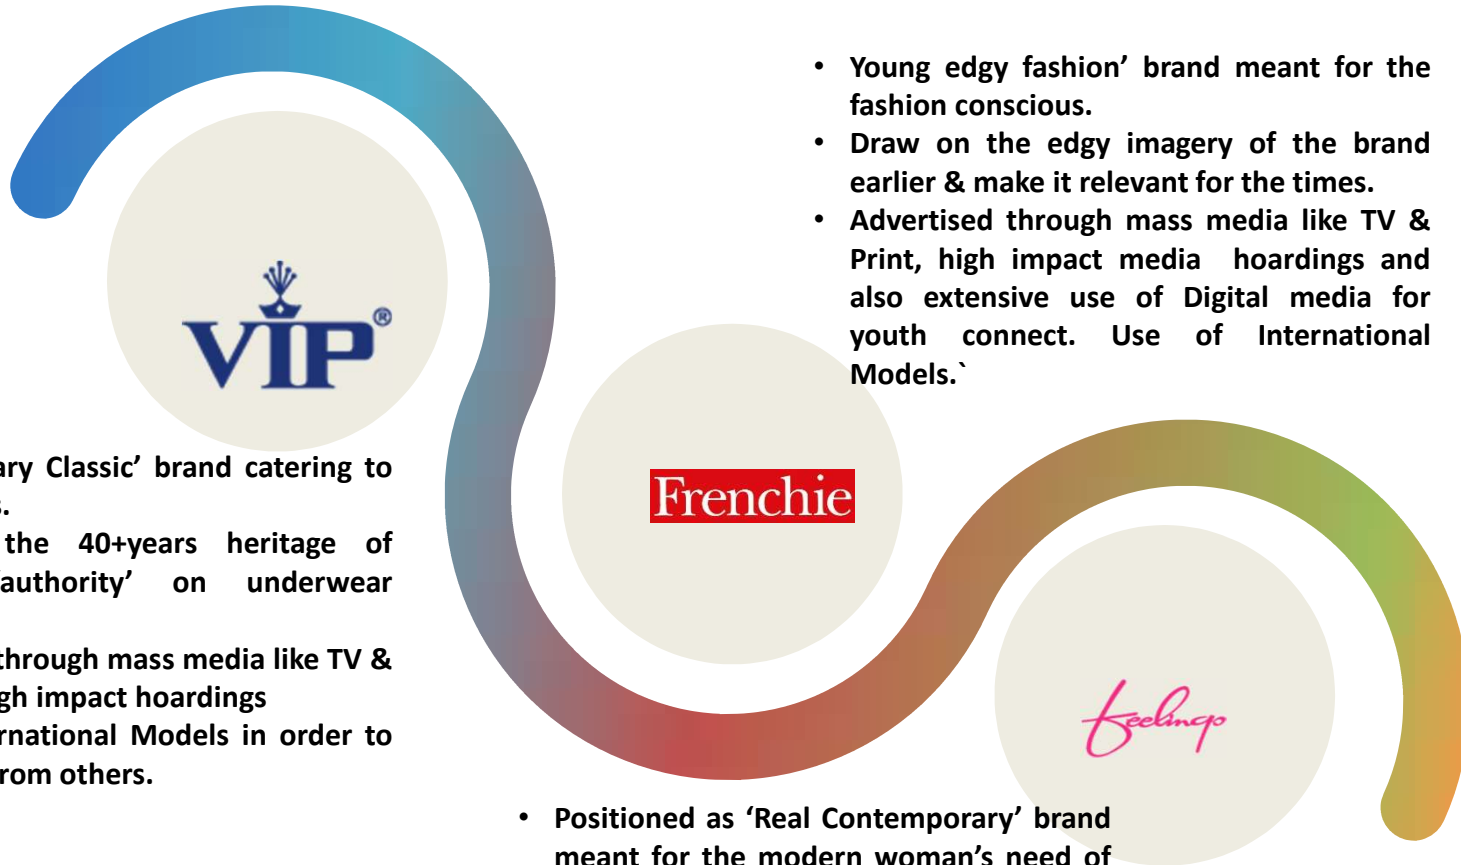 • Young edgy fashion’ brand meant for the
fashion conscious.
• Draw on the edgy imagery of the brand
earlier & make it relevant for the times.
• Advertised through mass media like TV &
Print, high impact media hoardings and
also extensive use of Digital media for
youth connect. Use of International
Models.`
VIP®
ary Classic’ brand catering to
s.
the 40+years heritage of
‘authority’ on underwear
through mass media like TV &
gh impact hoardings
rnational Models in order to
rom others.
Frenchie
feelings
• Positioned as ‘Real Contemporary’ brand
meant for the modern woman’s need of